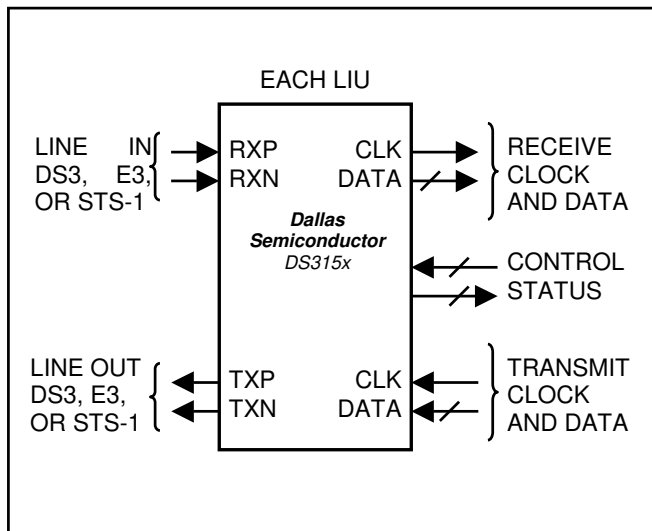 EACH LIU
LINE IN
DS3, E3,
OR STS-1
RXP
RXN
CLK
DATA
RECEIVE
CLOCK
AND DATA
Dallas
Semiconductor
DS315x
CONTROL
STATUS
LINE OUT
DS3, E3,
OR STS-1
TXP
TXN
CLK
DATA
TRANSMIT
CLOCK
AND DATA